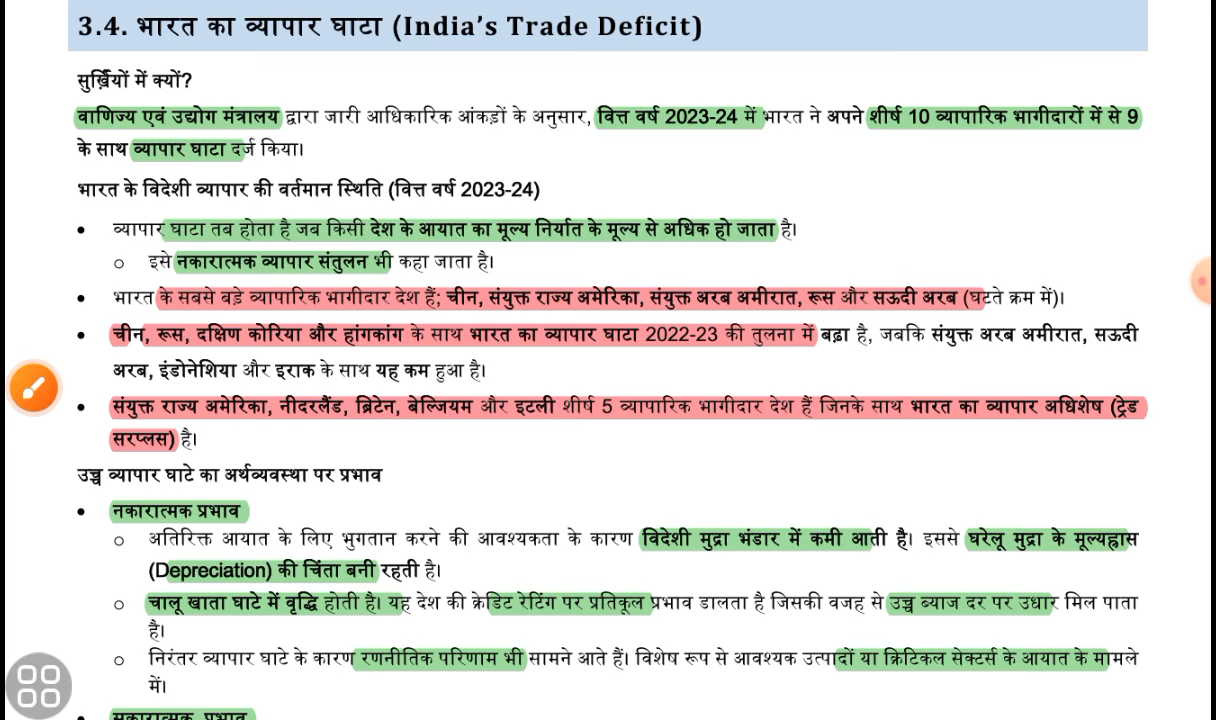 3.4. भारत का व्यापार घाटा (India's Trade Deficit)
सुर्ख़ियों में क्यों?
वाणिज्य एवं उद्योग मंत्रालय द्वारा जारी आधिकारिक आंकड़ों के अनुसार, वित्त वर्ष 2023-24 में भारत ने अपने शीर्ष 10 व्यापारिक भागीदारों में से 9
के साथ व्यापार घाटा दर्ज किया।
भारत के विदेशी व्यापार की वर्तमान स्थिति (वित्त वर्ष 2023-24)
• व्यापार घाटा तब होता है जब किसी देश के आयात का मूल्य निर्यात के मूल्य से अधिक हो जाता है।
○ इसे नकारात्मक व्यापार संतुलन भी कहा जाता है।
• भारत के सबसे बड़े व्यापारिक भागीदार देश हैं; चीन, संयुक्त राज्य अमेरिका, संयुक्त अरब अमीरात, रूस और सऊदी अरब (घटते क्रम में)।
• चीन, रूस, दक्षिण कोरिया और हांगकांग के साथ भारत का व्यापार घाटा 2022-23 की तुलना में बढ़ा है, जबकि संयुक्त अरब अमीरात, सऊदी
अरब, इंडोनेशिया और इराक के साथ यह कम हुआ है।
• संयुक्त राज्य अमेरिका, नीदरलैंड, ब्रिटेन, बेल्जियम और इटली शीर्ष 5 व्यापारिक भागीदार देश हैं जिनके साथ भारत का व्यापार अधिशेष (ट्रेड
सरप्लस) है।
उच्च व्यापार घाटे का अर्थव्यवस्था पर प्रभाव
• नकारात्मक प्रभाव
○ अतिरिक्त आयात के लिए भुगतान करने की आवश्यकता के कारण विदेशी मुद्रा भंडार में कमी आती है। इससे घरेलू मुद्रा के मूल्यह्रास
(Depreciation) की चिंता बनी रहती है।
○ चालू खाता घाटे में वृद्धि होती है। यह देश की क्रेडिट रेटिंग पर प्रतिकूल प्रभाव डालता है जिसकी वजह से उच्च ब्याज दर पर उधार मिल पाता
है।
○ निरंतर व्यापार घाटे के कारण रणनीतिक परिणाम भी सामने आते हैं। विशेष रूप से आवश्यक उत्पादों या क्रिटिकल सेक्टर्स के आयात के मामले
में।
• सकारात्मक प्रभाव